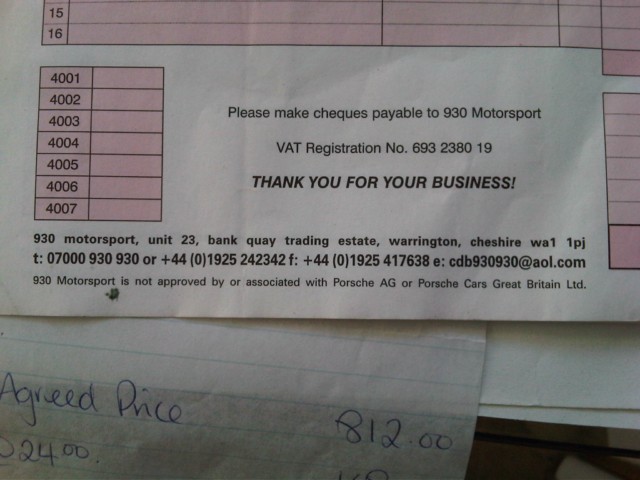 15
16
4001
4002
4003
4004
4005
4006
4007
Please make cheques payable to 930 Motorsport
VAT Registration No. 693 2380 19
THANK YOU FOR YOUR BUSINESS!
930 motorsport, unit 23, bank quay trading estate, warrington, cheshire wa1 1pj
t: 07000 930 930 or +44 (0)1925 242342 f: +44 (0)1925 417638 e: cdb930930@aol.com
930 Motorsport is not approved by or associated with Porsche AG or Porsche Cars Great Britain Ltd.
Agreed Price 812.00
24.00.